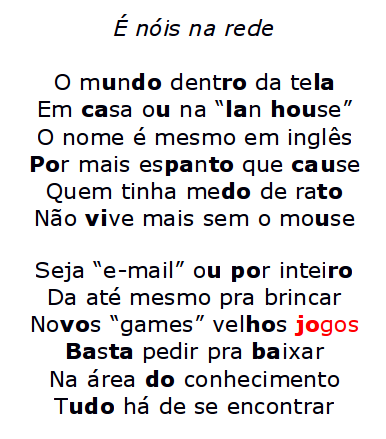 É nóis na rede
O mundo dentro da tela
Em casa ou na “lan house”
O nome é mesmo em inglês
Por mais espanto que cause
Quem tinha medo de rato
Não vive mais sem o mouse
Seja “e-mail” ou por inteiro
Da até mesmo pra brincar
Novos “games” velhos jogos
Basta pedir pra baixar
Na área do conhecimento
Tudo há de se encontrar